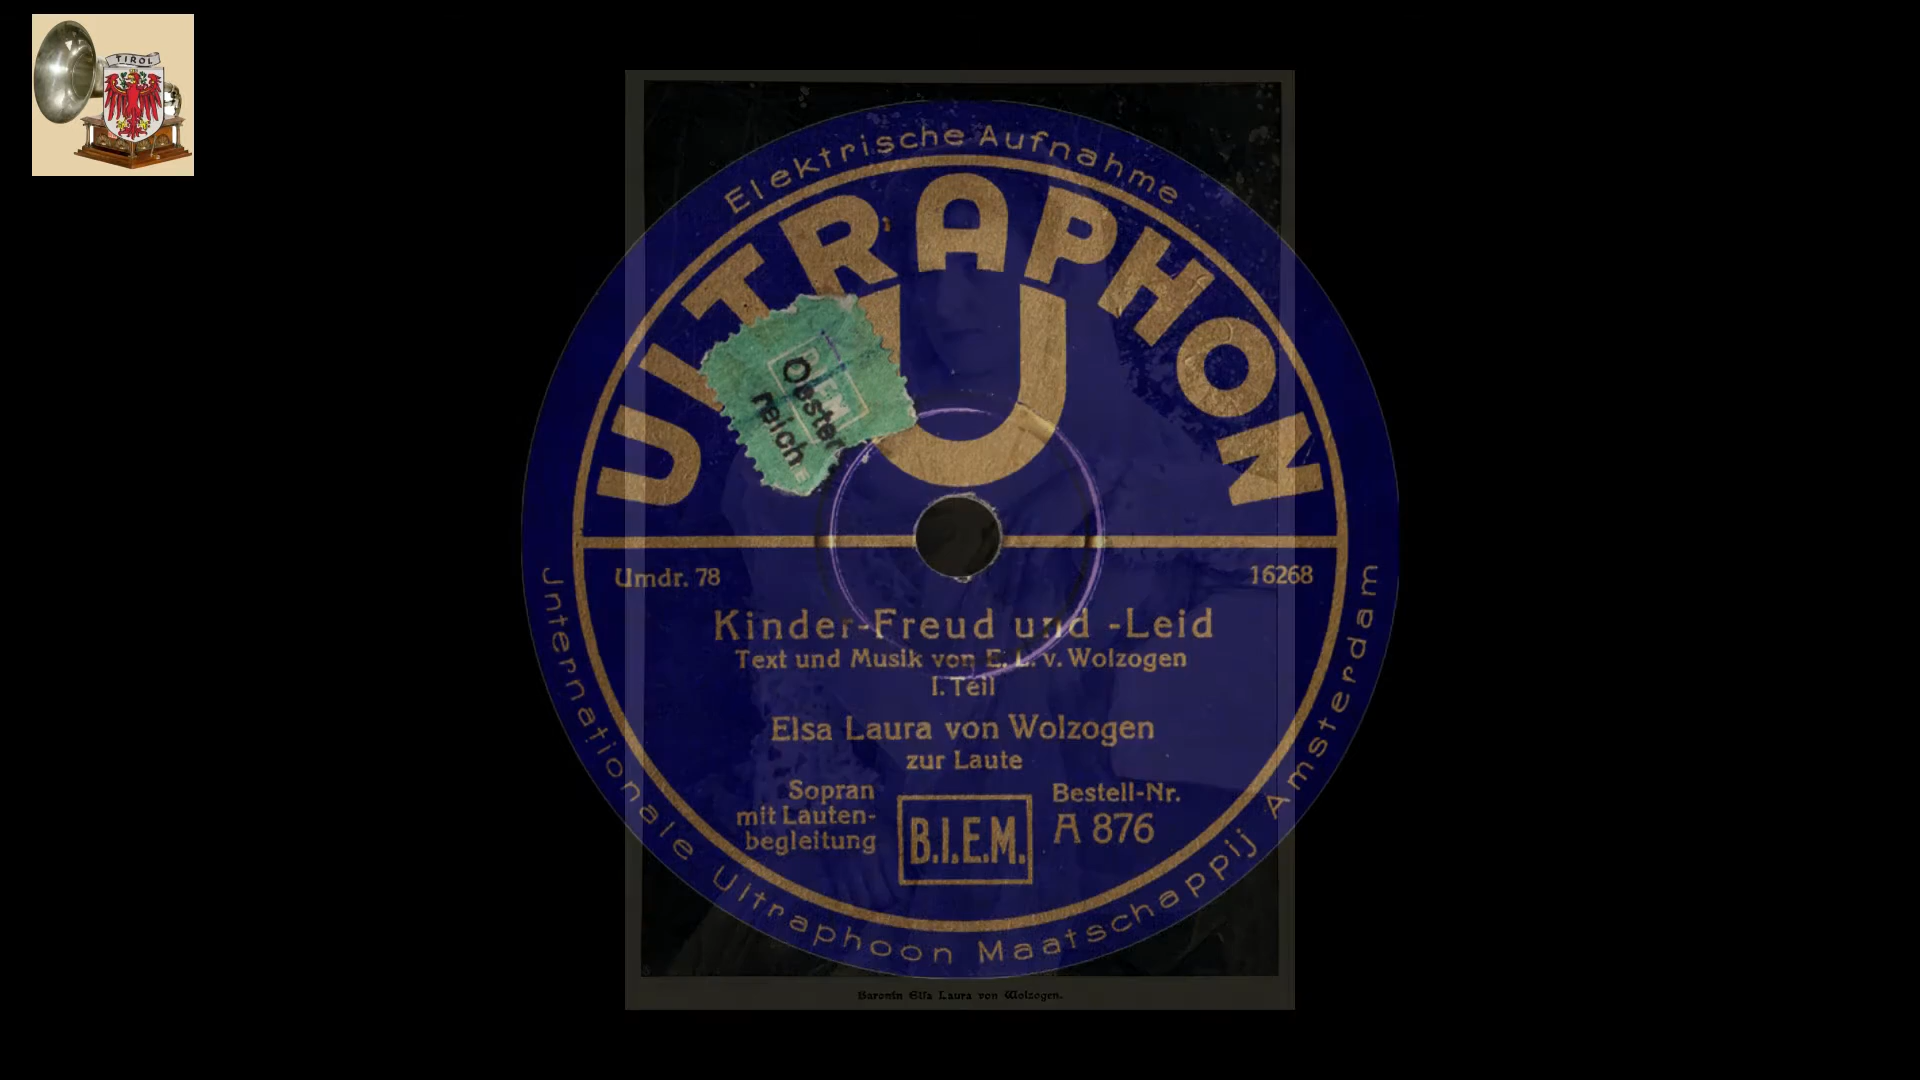 TIROL
Elektrische Aufnahme
ULTRAPHON
B.I.E.M
Oester
reich
Umdr. 78
16268
Kinder-Freud und -Leid
Text und Musik von E. L. v. Wolzogen
I. Teil
Elsa Laura von Wolzogen
zur Laute
Sopran
mit Lauten-
begleitung
B.I.E.M.
Bestell-Nr.
A 876
Internationale Ultraphoon Maatschappij Amsterdam
Baronin Elsa Laura von Wolzogen.